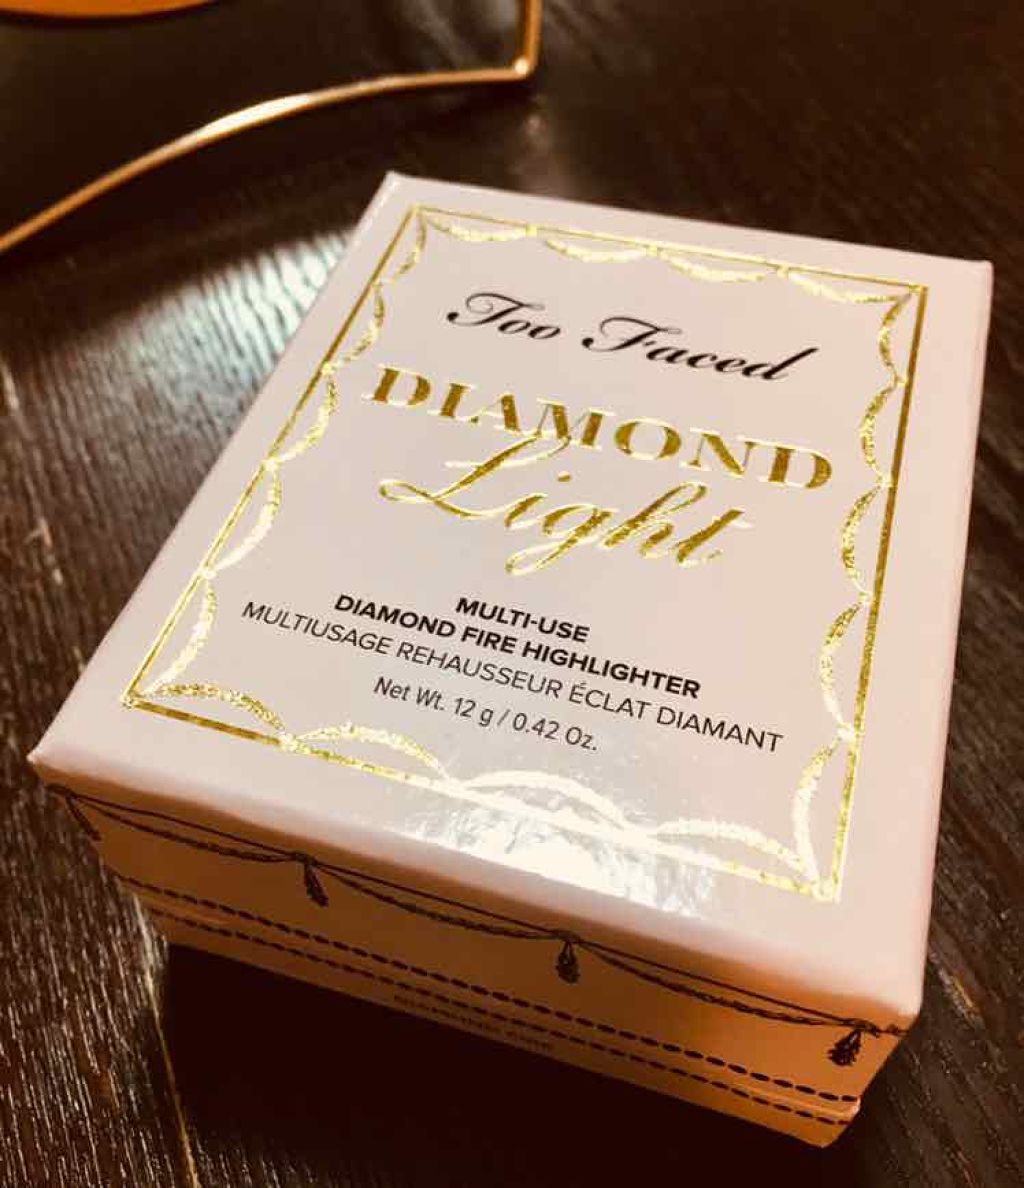 Too Faced
DIAMOND
Light
MULTI-USE
DIAMOND FIRE HIGHLIGHTER
MULTIUSAGE REHAUSSEUR ÉCLAT DIAMANT
Net Wt. 12 g / 0.42 Oz.